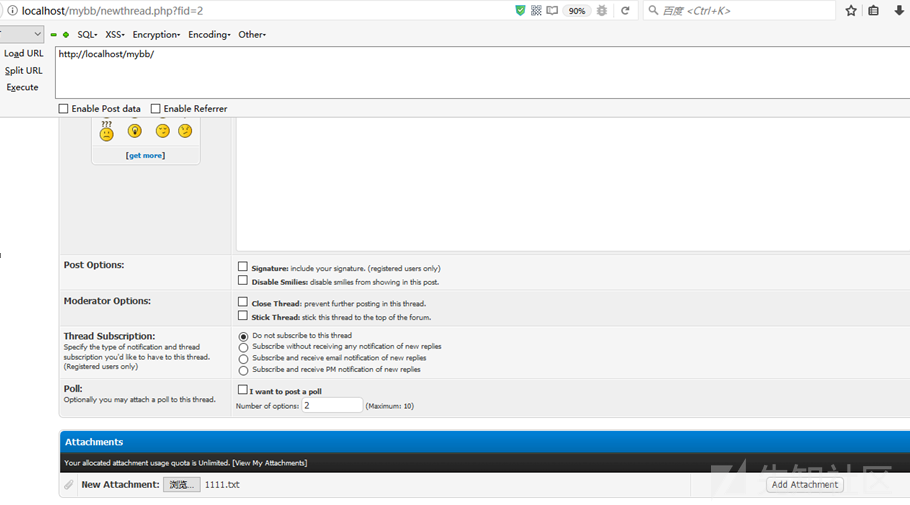 localhost/mybb/newthread.php?fid=2
90%
百度 <Ctrl+K>
SQL
XSS
Encryption
Encoding
Other
Load URL
http://localhost/mybb/
Split URL
Execute
Enable Post data
Enable Referrer
???
[get more]
Post Options:
Signature: include your signature. (registered users only)
Disable Smilies: disable smilies from showing in this post.
Moderator Options:
Close Thread: prevent further posting in this thread.
Stick Thread: stick this thread to the top of the forum.
Thread Subscription:
Specify the type of notification and thread
subscription you'd like to have to this thread.
(Registered users only)
Do not subscribe to this thread
Subscribe without receiving any notification of new replies
Subscribe and receive email notification of new replies
Subscribe and receive PM notification of new replies
Poll:
Optionally you may attach a poll to this thread.
I want to post a poll
Number of options: 2 (Maximum: 10)
Attachments
Your allocated attachment usage quota is Unlimited. [View My Attachments]
New Attachment: 浏览... 1111.txt
Add Attachment
先知社区